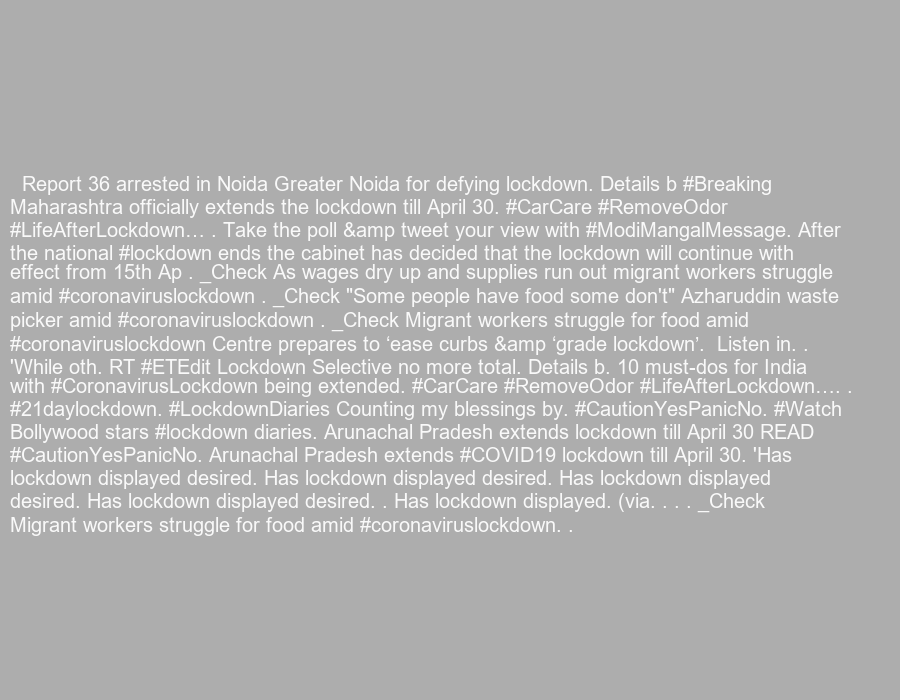 Report 36 arrested in Noida Greater Noida for defying lockdown. Details b #Breaking
Maharashtra officially extends the lockdown till April 30. #CarCare #RemoveOdor
#LifeAfterLockdown… . Take the poll &amp tweet your view with #ModiMangalMessage. After
the national #lockdown ends the cabinet has decided that the lockdown will continue with
effect from 15th Ap . _Check As wages dry up and supplies run out migrant workers struggle
amid #coronaviruslockdown . _Check "Some people have food some don't" Azharuddin waste
picker amid #coronaviruslockdown . _Check Migrant workers struggle for food amid
#coronaviruslockdown Centre prepares to ‘ease curbs &amp ‘grade lockdown’.  Listen in. .
'While oth. RT #ETEdit Lockdown Selective no more total. Details b. 10 must-dos for India
with #CoronavirusLockdown being extended. #CarCare #RemoveOdor #LifeAfterLockdown…. .
#21daylockdown. #LockdownDiaries Counting my blessings by. #CautionYesPanicNo. #Watch
Bollywood stars #lockdown diaries. Arunachal Pradesh extends lockdown till April 30 READ
#CautionYesPanicNo. Arunachal Pradesh extends #COVID19 lockdown till April 30. 'Has
lockdown displayed desired. Has lockdown displayed desired. Has lockdown displayed
desired. Has lockdown displayed desired. . Has lockdown displayed. (via. . . . _Check
Migrant workers struggle for food amid #coronaviruslockdown. .